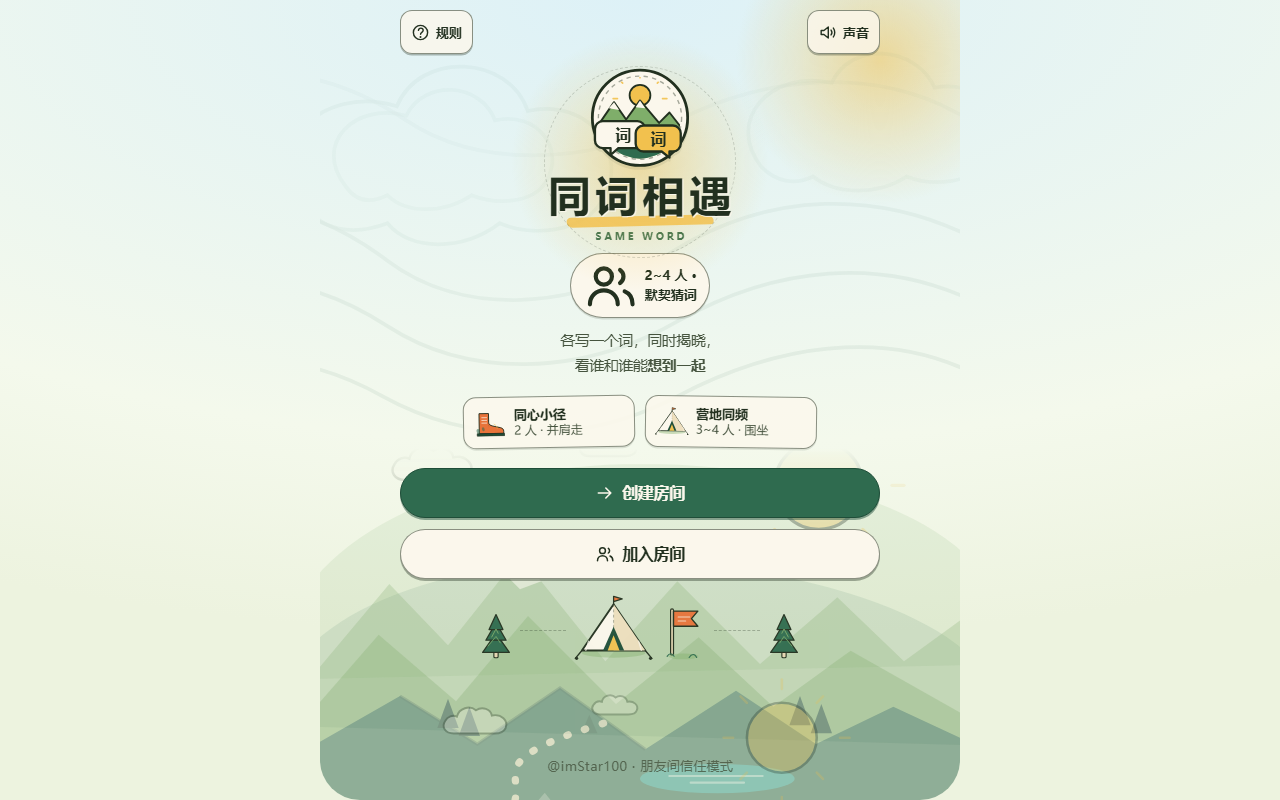 规则
声音
词 词
同词相遇
SAME WORD
2~4 人 •
默契猜词
各写一个词，同时揭晓，
看谁和谁能想到一起
同心小径
2 人 · 并肩走
营地同频
3~4 人 · 围坐
创建房间
加入房间
@imStar100 · 朋友间信任模式